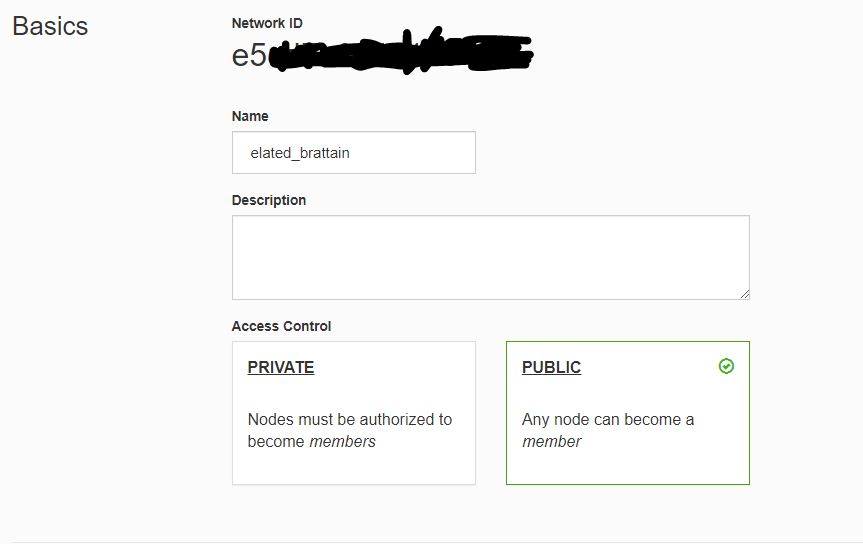 Basics
Network ID
e5
Name
elated_brattain
Description
Access Control
PRIVATE
Nodes must be authorized to
become members
PUBLIC
Any node can become a
member